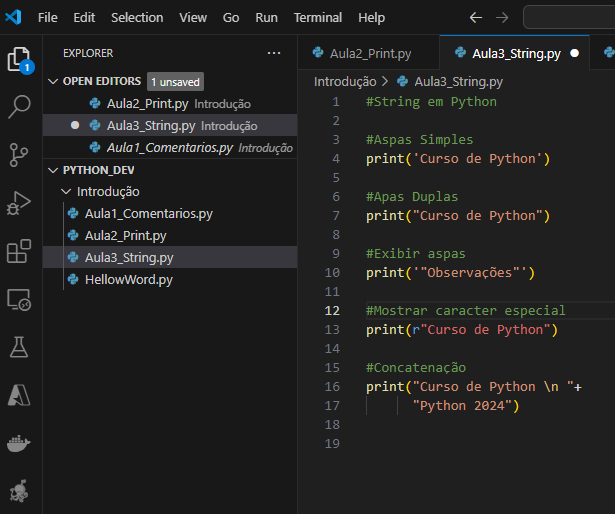 File Edit Selection View Go Run Terminal Help
EXPLORER
OPEN EDITORS 1 unsaved
Aula2_Print.py Introdução
Aula3_String.py Introdução
Aula1_Comentarios.py Introdução
PYTHON_DEV
Introdução
Aula1_Comentarios.py
Aula2_Print.py
Aula3_String.py
HellowWord.py
1
Aula2_Print.py Aula3_String.py
Introdução > Aula3_String.py
1 #String em Python
2
3 #Aspas Simples
4 print('Curso de Python')
5
6 #Apas Duplas
7 print("Curso de Python")
8
9 #Exibir aspas
10 print('"Observações"')
11
12 #Mostrar caracter especial
13 print(r"Curso de Python")
14
15 #Concatenação
16 print("Curso de Python \n "+
17 "Python 2024")
18
19